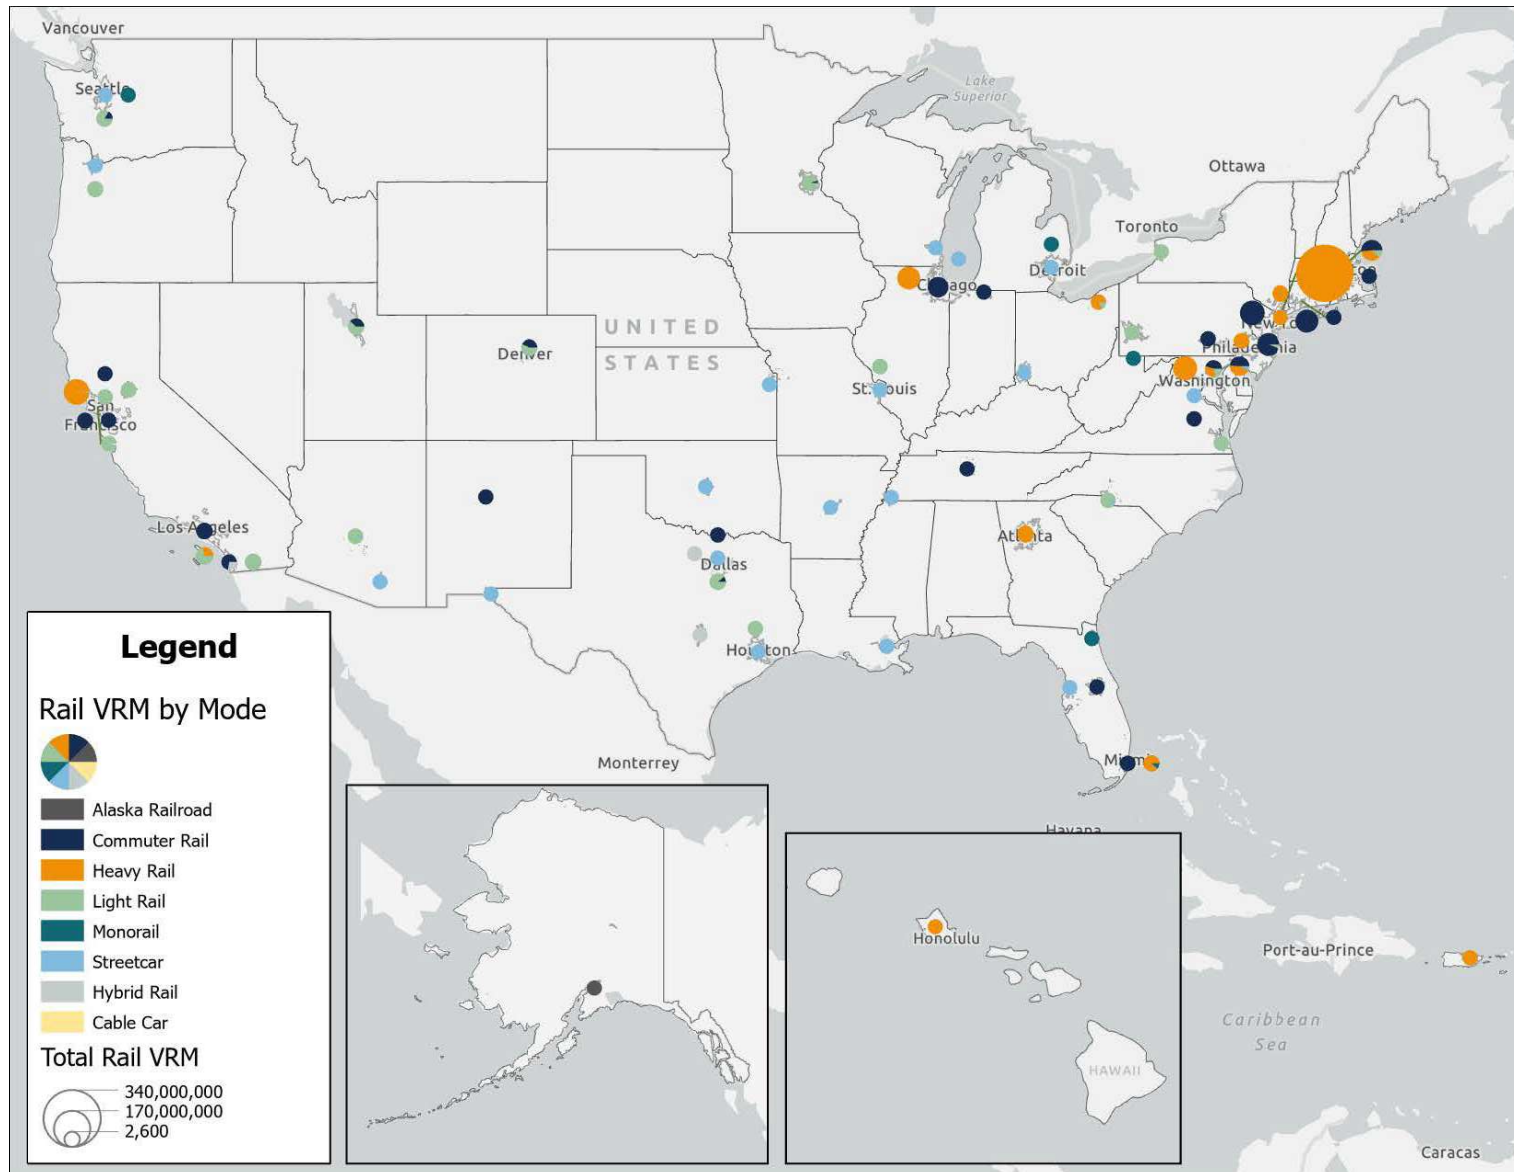 Vancouver
Seattle
Lake
Superior
Ottawa
Toronto
Detroit
Chicago
UNITED
STATES
Denver
New York
Philadelphia
Washington
St. Louis
San
Francisco
Los Angeles
Atlanta
Dallas
Houston
Monterrey
Miami
Havana
Honolulu
HAWAII
Port-au-Prince
Caribbean
Sea
Caracas
Legend
Rail VRM by Mode
Alaska Railroad
Commuter Rail
Heavy Rail
Light Rail
Monorail
Streetcar
Hybrid Rail
Cable Car
Total Rail VRM
340,000,000
170,000,000
2,600